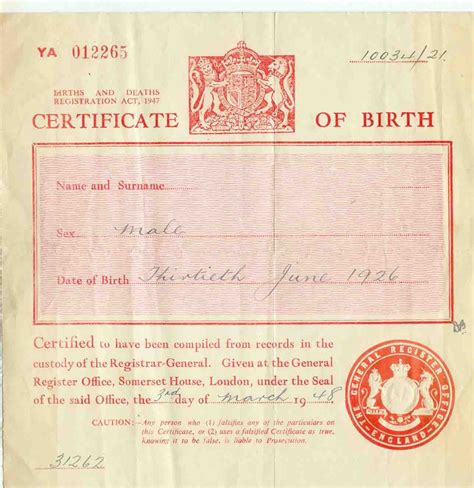 YA 012265
10034/21.
BIRTHS AND DEATHS
REGISTRATION ACT, 1947
CERTIFICATE OF BIRTH
Name and Surname
Sex Male
Date of Birth Thirtieth June 1926
Certified to have been compiled from records in the
custody of the Registrar-General. Given at the General
Register Office, Somerset House, London, under the Seal
of the said Office, the 3rd day of March 1948
CAUTION:—Any person who (1) falsifies any of the particulars on
this Certificate, or (2) uses a falsified Certificate as true,
knowing it to be false, is liable to Prosecution.
THE GENERAL REGISTER OFFICE
ENGLAND
31262